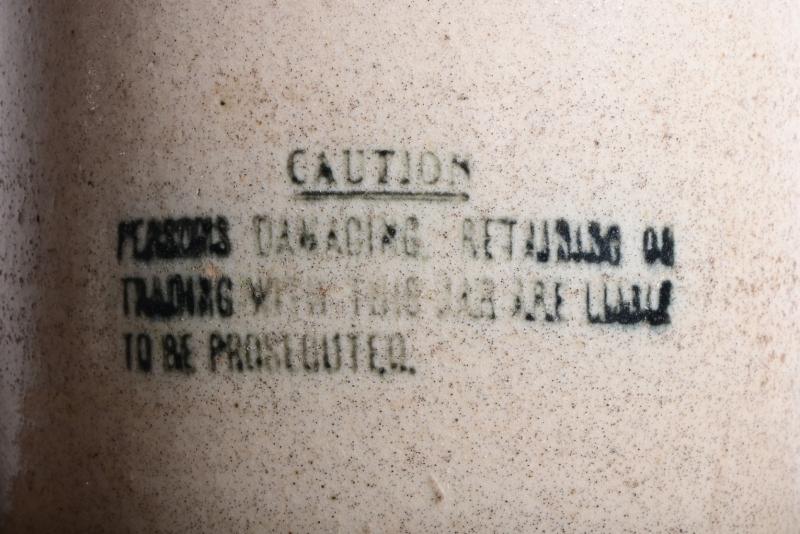 CAUTION
PERSONS DAMAGING, RETAINING OR
TRADING WITH THIS JAR ARE LIABLE
TO BE PROSECUTED.